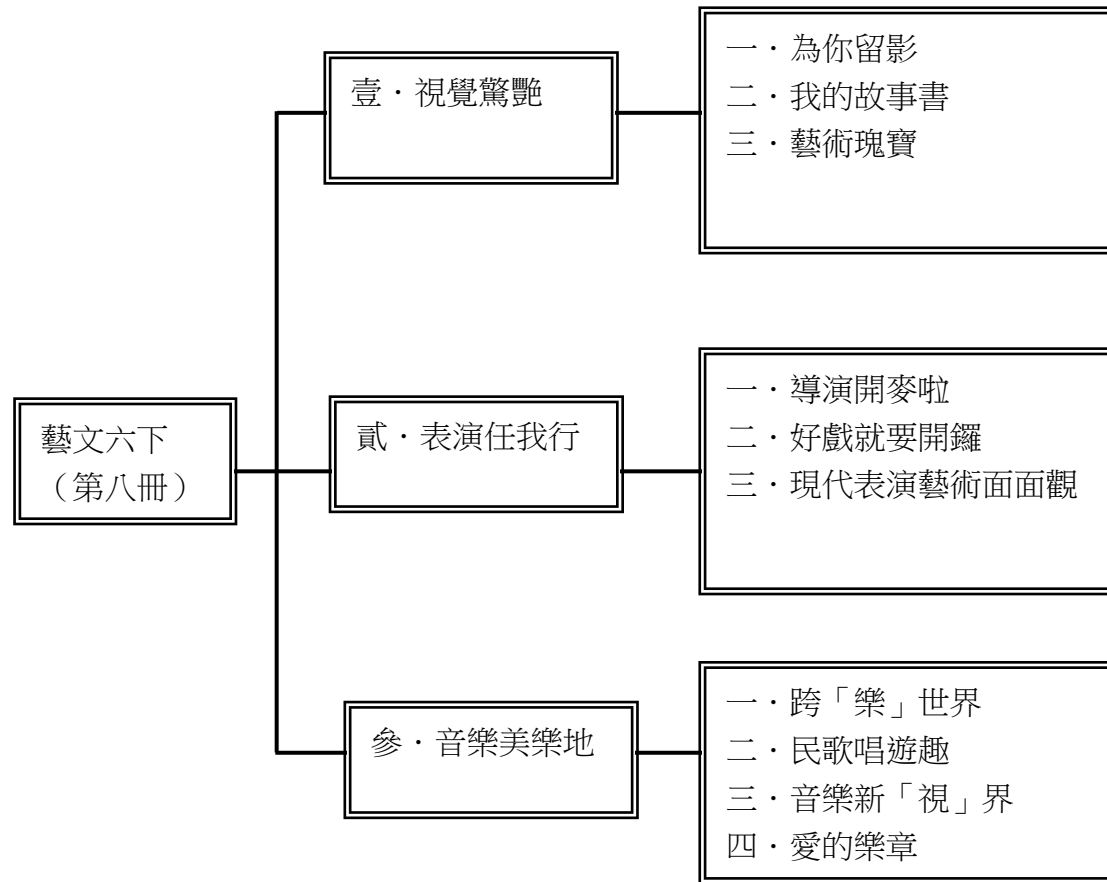 藝文六下
（第八冊）
壹．視覺驚艷
一．為你留影
二．我的故事書
三．藝術瑰寶
貳．表演任我行
一．導演開麥啦
二．好戲就要開鑼
三．現代表演藝術面面觀
參．音樂美樂地
一．跨「樂」世界
二．民歌唱遊趣
三．音樂新「視」界
四．愛的樂章